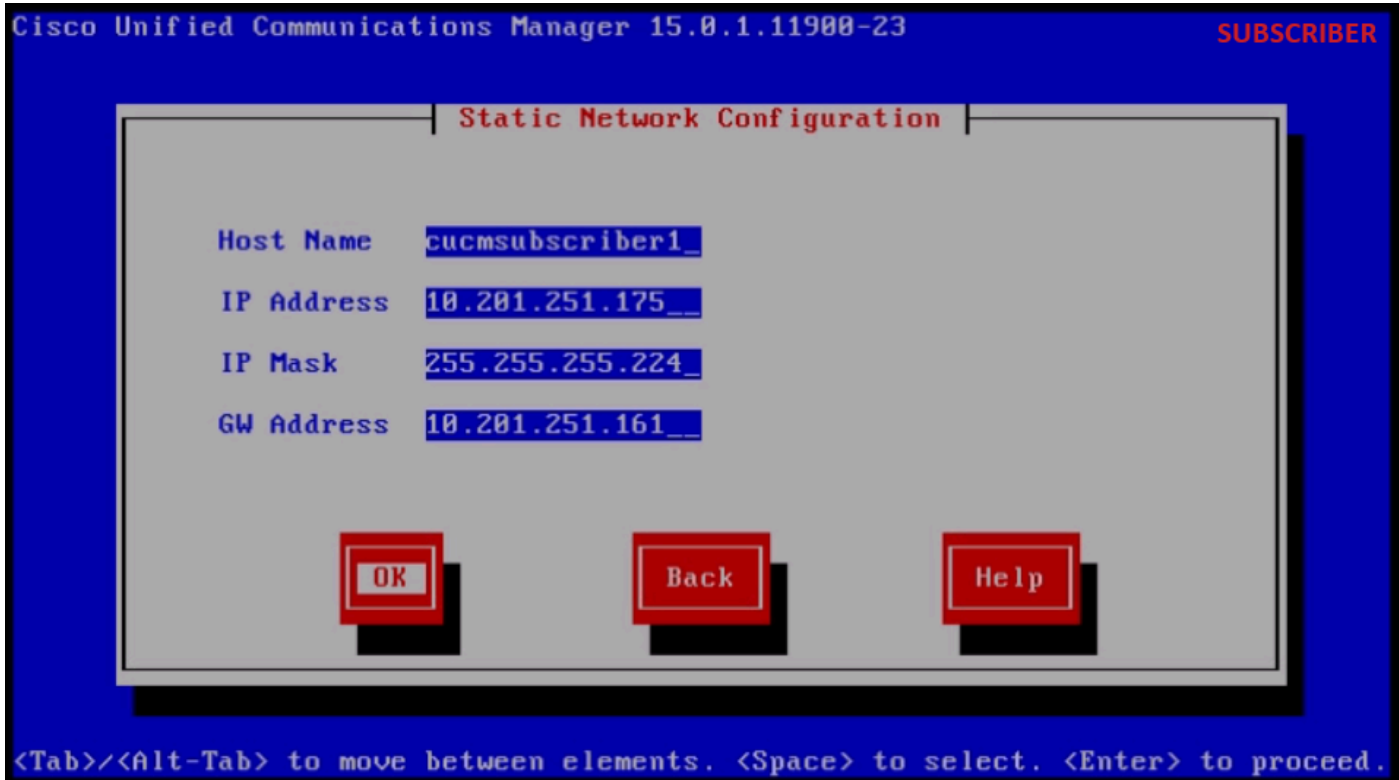 Cisco Unified Communications Manager 15.0.1.11900-23
SUBSCRIBER
Static Network Configuration
Host Name cucmsubscriber1_
IP Address 10.201.251.175__
IP Mask 255.255.255.224_
GW Address 10.201.251.161__
OK Back Help
<Tab>/<Alt-Tab> to move between elements. <Space> to select. <Enter> to proceed.